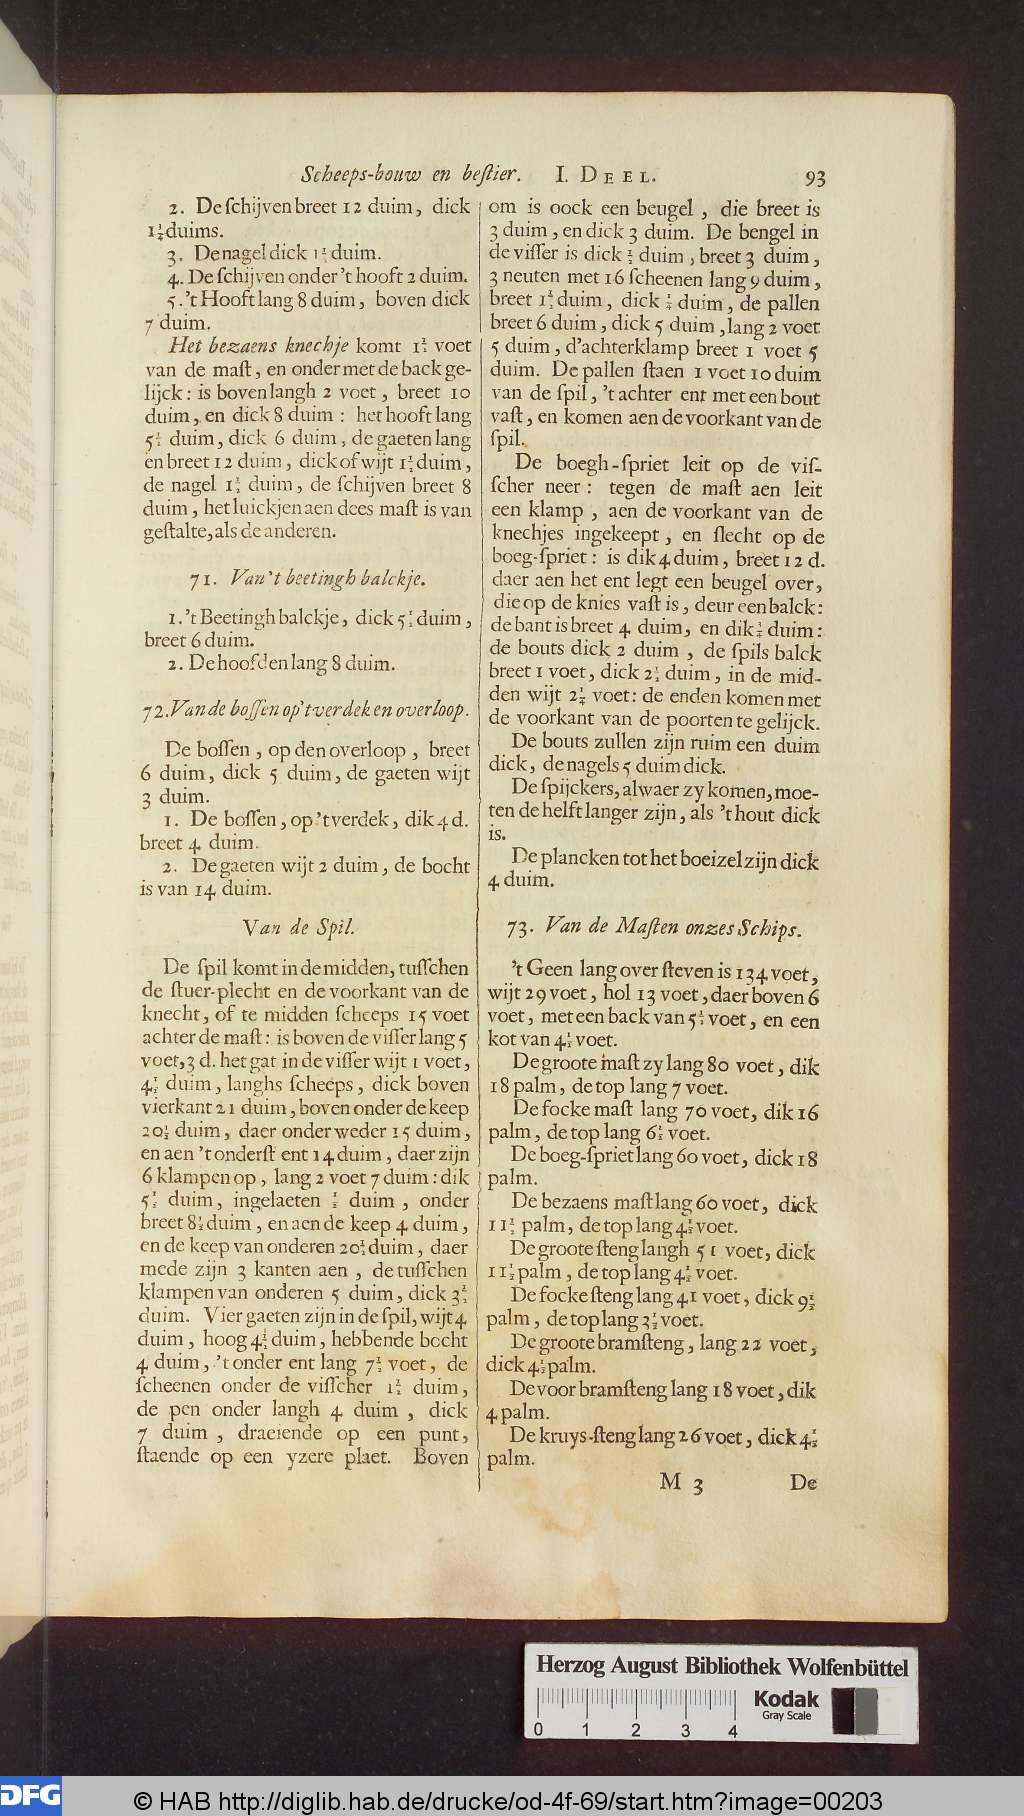 Scheeps-bouw en beſtier. I. DEEL. 93
2. De ſchijven breet 12 duim, dick
1¼ duims.
3. De nagel dick 1½ duim.
4. De ſchijven onder 't hooft 2 duim.
5. 't Hooft lang 8 duim, boven dick
7 duim.
Het bezaens knechje komt 1½ voet
van de maſt, en onder met de back ge-
lijck: is boven langh 2 voet, breet 10
duim, en dick 8 duim: het hooft lang
5½ duim, dick 6 duim, de gaeten lang
en breet 12 duim, dick of wijt 1½ duim,
de nagel 1½ duim, de ſchijven breet 8
duim, het luickjen aen dees maſt is van
geſtalte, als de anderen.
71. Van 't beetingh balckje.
1. 't Beetingh balckje, dick 5½ duim,
breet 6 duim.
2. De hoofden lang 8 duim.
72. Van de boſſen op 't verdek en overloop.
De boſſen, op den overloop, breet
6 duim, dick 5 duim, de gaeten wijt
3 duim.
1. De boſſen, op 't verdek, dik 4 d.
breet 4 duim.
2. De gaeten wijt 2 duim, de bocht
is van 14 duim.
Van de Spil.
De ſpil komt in de midden, tuſſchen
de ſtuer-plecht en de voorkant van de
knecht, of te midden ſcheeps 15 voet
achter de maſt: is boven de viſſer lang 5
voet, 3 d. het gat in de viſſer wijt 1 voet,
4½ duim, langhs ſcheeps, dick boven
vierkant 21 duim, boven onder de keep
20½ duim, daer onder weder 15 duim,
en aen 't onderſt ent 14 duim, daer zijn
6 klampen op, lang 2 voet 7 duim: dik
5½ duim, ingelaeten ½ duim, onder
breet 8½ duim, en aen de keep 4 duim,
en de keep van onderen 20½ duim, daer
mede zijn 3 kanten aen, de tuſſchen
klampen van onderen 5 duim, dick 3½
duim. Vier gaeten zijn in de ſpil, wijt 4
duim, hoog 4½ duim, hebbende bocht
4 duim, 't onder ent lang 7½ voet, de
ſcheenen onder de viſſcher 1½ duim,
de pen onder langh 4 duim, dick
7 duim, draeiende op een punt,
ſtaende op een yzere plaet. Boven
om is oock een beugel, die breet is
3 duim, en dick 3 duim. De bengel in
de viſſer is dick ½ duim, breet 3 duim,
3 neuten met 16 ſcheenen lang 9 duim,
breet 1½ duim, dick ½ duim, de pallen
breet 6 duim, dick 5 duim, lang 2 voet
5 duim, d'achterklamp breet 1 voet 5
duim. De pallen ſtaen 1 voet 10 duim
van de ſpil, 't achter ent met een bout
vaſt, en komen aen de voorkant van de
ſpil.
De boegh-ſpriet leit op de viſ-
ſcher neer: tegen de maſt aen leit
een klamp, aen de voorkant van de
knechjes ingekeept, en ſlecht op de
boeg-ſpriet: is dik 4 duim, breet 12 d.
daer aen het ent legt een beugel over,
die op de knies vaſt is, deur een balck:
de bant is breet 4 duim, en dik ½ duim:
de bouts dick 2 duim, de ſpils balck
breet 1 voet, dick 2½ duim, in de mid-
den wijt 2¼ voet: de enden komen met
de voorkant van de poorten te gelijck.
De bouts zullen zijn ruim een duim
dick, de nagels 5 duim dick.
De ſpijckers, alwaer zy komen, moe-
ten de helft langer zijn, als 't hout dick
is.
De plancken tot het boeizel zijn dick
4 duim.
73. Van de Maſten onzes Schips.
't Geen lang over ſteven is 134 voet,
wijt 29 voet, hol 13 voet, daer boven 6
voet, met een back van 5½ voet, en een
kot van 4½ voet.
De groote maſt zy lang 80 voet, dik
18 palm, de top lang 7 voet.
De focke maſt lang 70 voet, dik 16
palm, de top lang 6½ voet.
De boeg-ſpriet lang 60 voet, dick 18
palm.
De bezaens maſt lang 60 voet, dick
11½ palm, de top lang 4½ voet.
De groote ſteng langh 51 voet, dick
11½ palm, de top lang 4½ voet.
De focke ſteng lang 41 voet, dick 9½
palm, de top lang 3½ voet.
De groote bramſteng, lang 22 voet,
dick 4½ palm.
De voor bramſteng lang 18 voet, dik
4 palm.
De kruys-ſteng lang 26 voet, dick 4½
palm.
M 3 De
Herzog August Bibliothek Wolfenbüttel
0 1 2 3 4
Kodak
Gray Scale
DFG
© HAB http://diglib.hab.de/drucke/od-4f-69/start.htm?image=00203